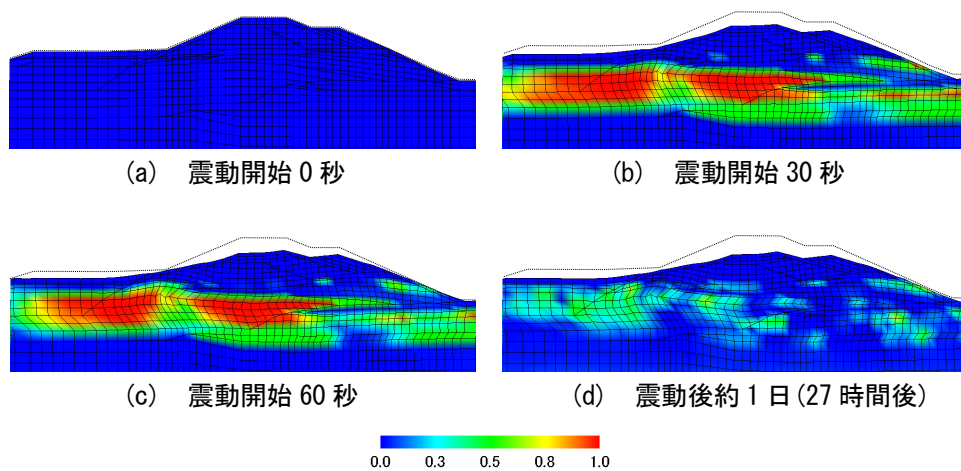 (a) 震動開始 0 秒
(b) 震動開始 30 秒
(c) 震動開始 60 秒
(d) 震動後約 1 日(27 時間後)
0.0 0.3 0.5 0.8 1.0